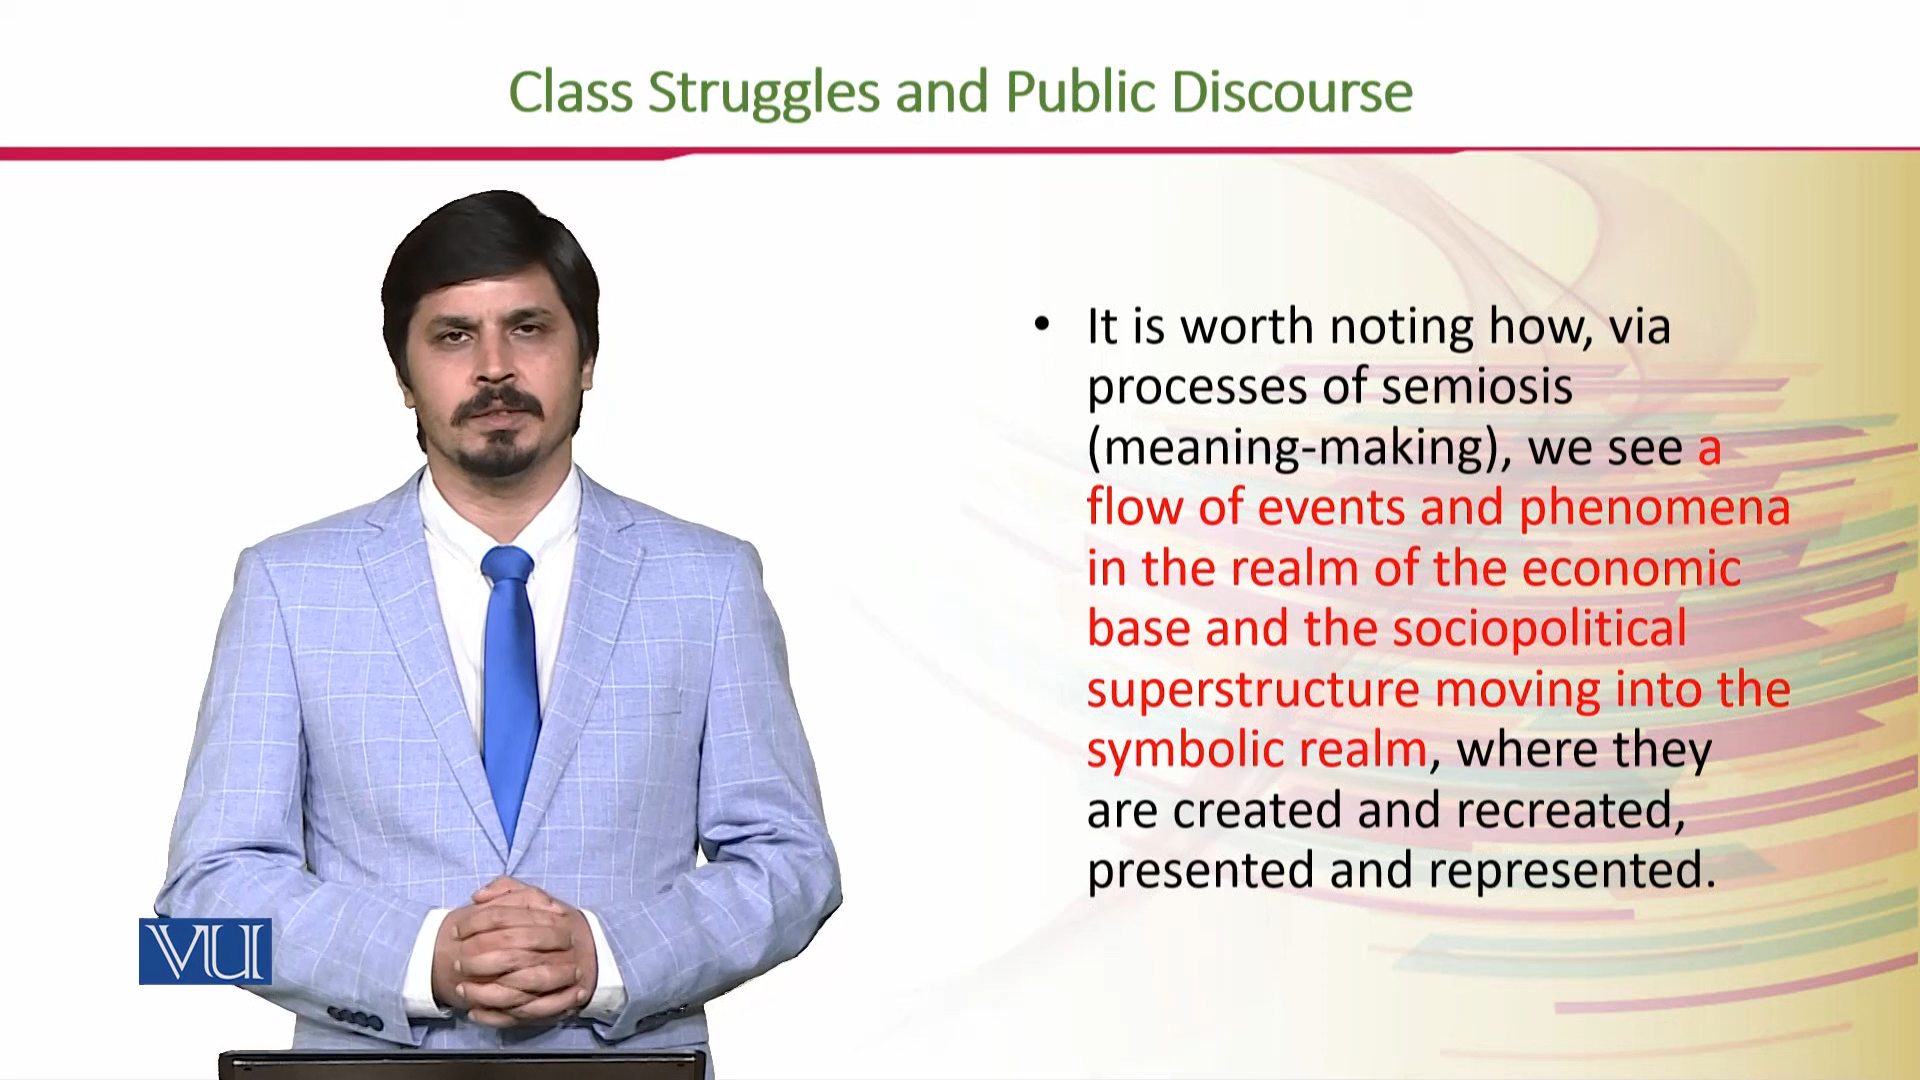 Class Struggles and Public Discourse
• It is worth noting how, via
processes of semiosis
(meaning-making), we see a
flow of events and phenomena
in the realm of the economic
base and the sociopolitical
superstructure moving into the
symbolic realm, where they
are created and recreated,
presented and represented.
VU